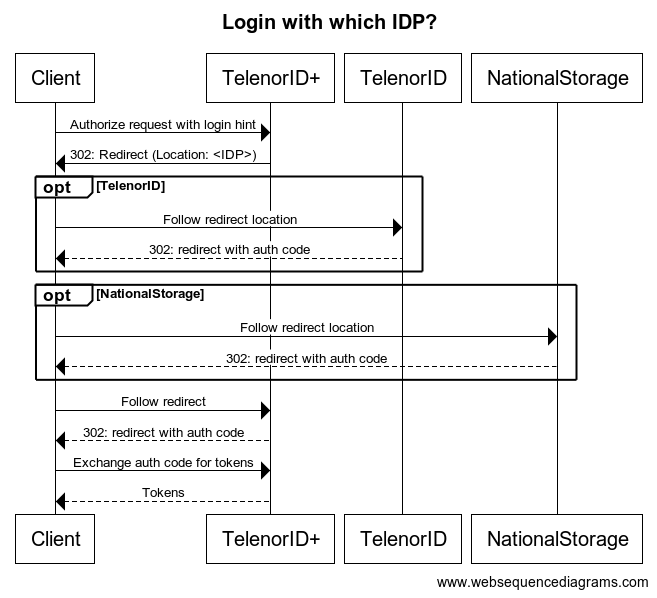 Login with which IDP?
Client TelenorID+ TelenorID NationalStorage
Authorize request with login hint
302: Redirect (Location: <IDP>)
opt [TelenorID]
Follow redirect location
302: redirect with auth code
opt [NationalStorage]
Follow redirect location
302: redirect with auth code
Follow redirect
302: redirect with auth code
Exchange auth code for tokens
Tokens
Client TelenorID+ TelenorID NationalStorage
www.websequencediagrams.com